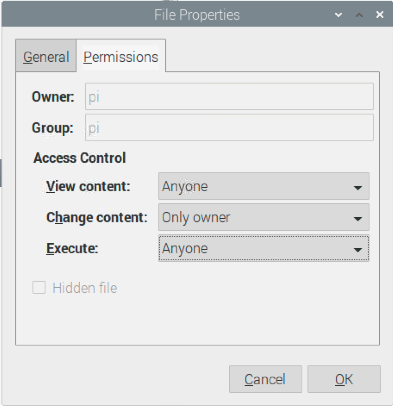 File Properties
General Permissions
Owner: pi
Group: pi
Access Control
View content: Anyone
Change content: Only owner
Execute: Anyone
Hidden file
Cancel OK